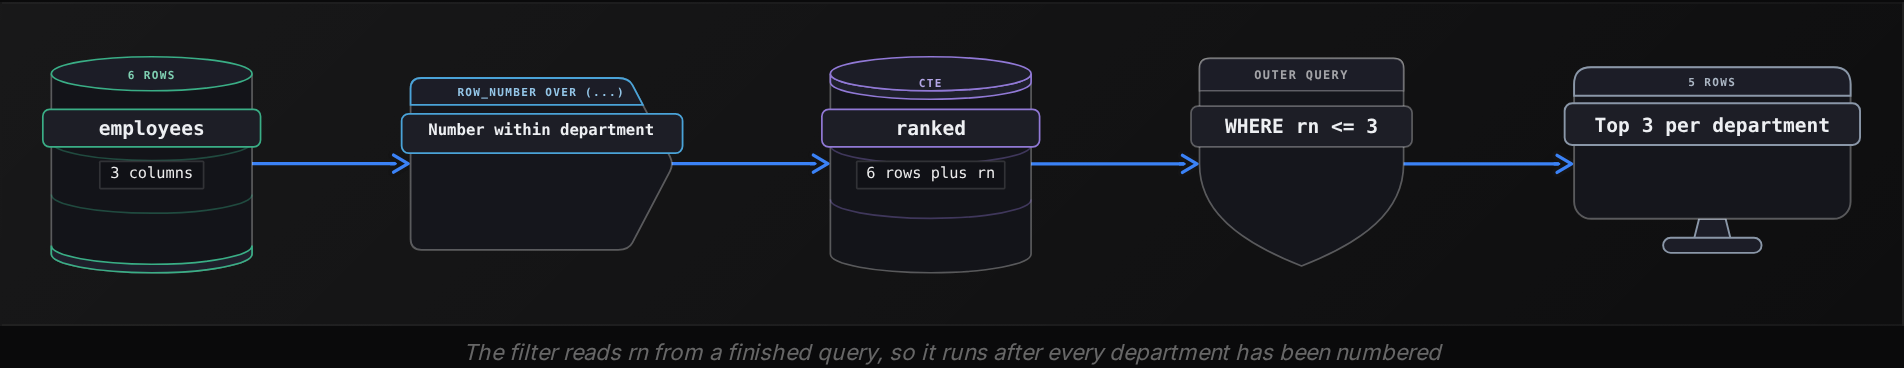 6 ROWS
employees
3 columns
ROW_NUMBER OVER (...)
Number within department
CTE
ranked
6 rows plus rn
OUTER QUERY
WHERE rn <= 3
5 ROWS
Top 3 per department
The filter reads rn from a finished query, so it runs after every department has been numbered